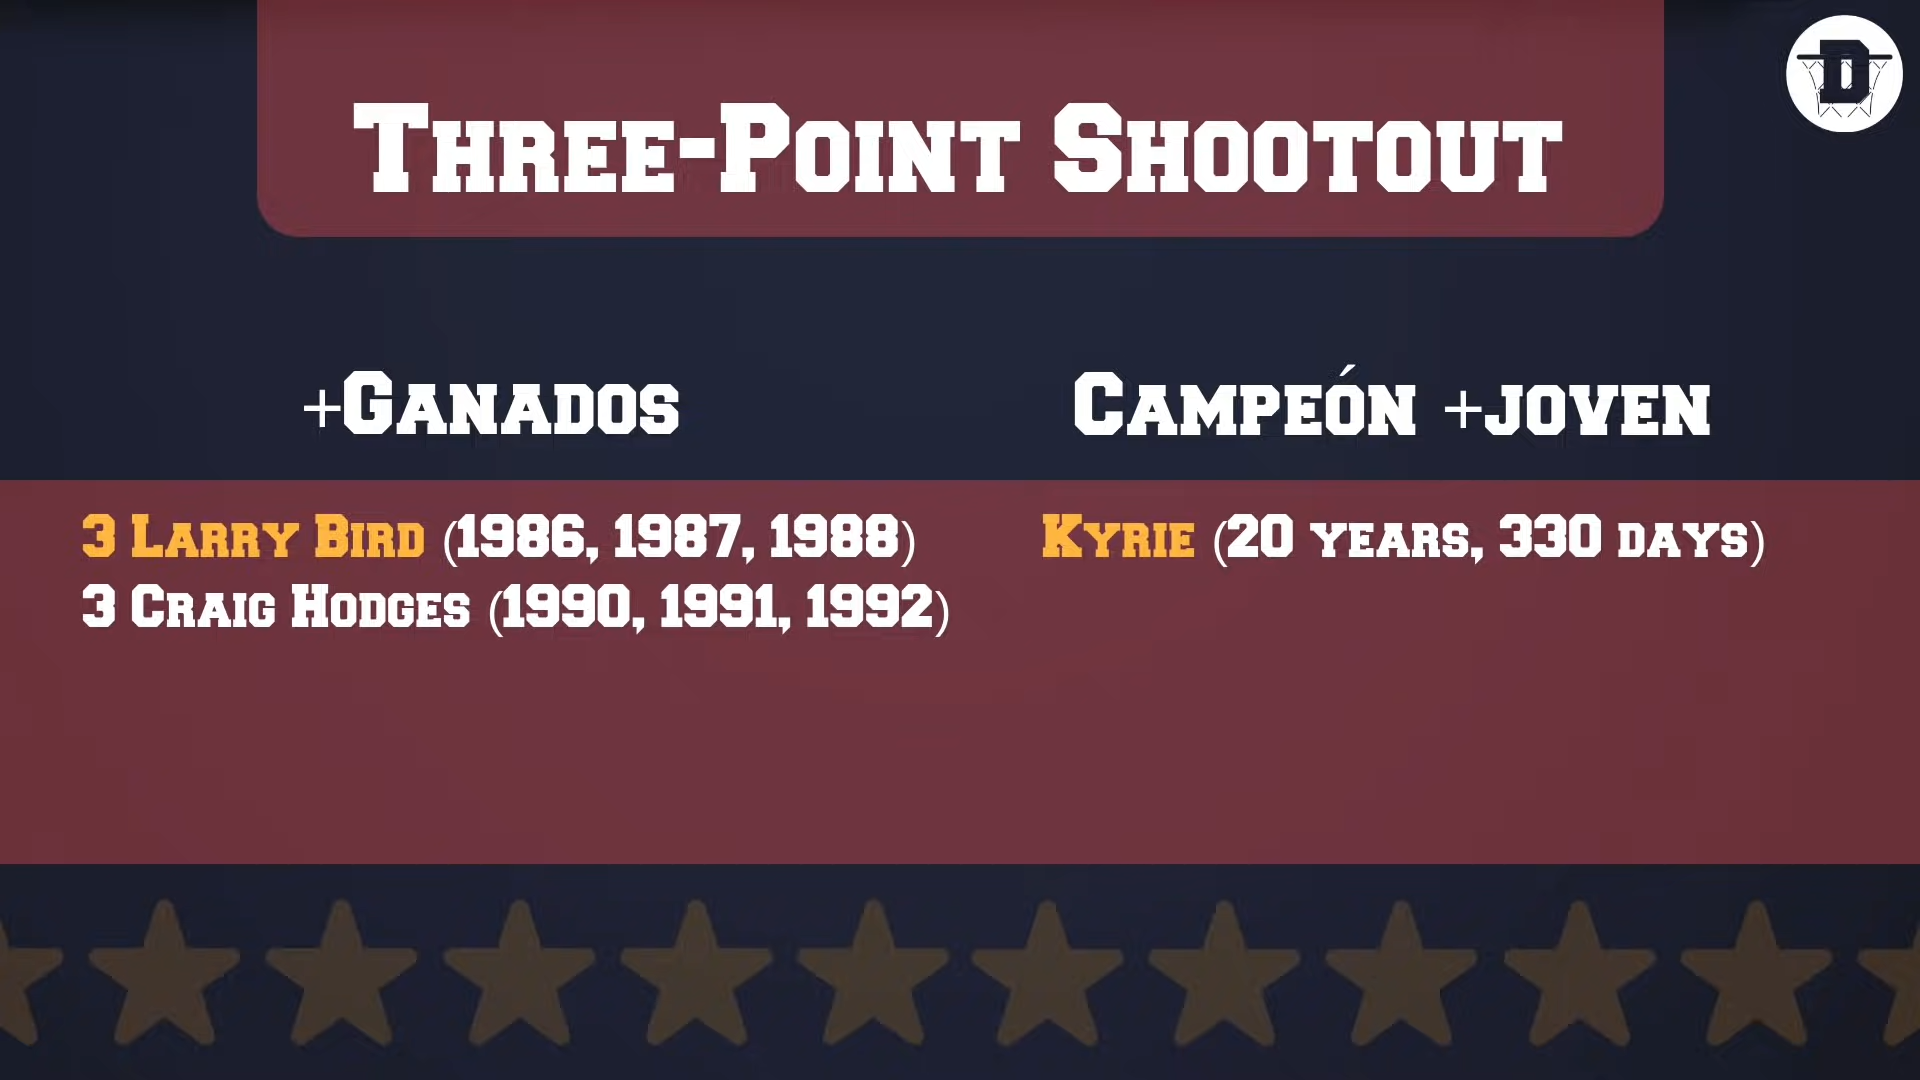 Three-Point Shootout
D
+Ganados
Campeón +joven
3 Larry Bird (1986, 1987, 1988)
3 Craig Hodges (1990, 1991, 1992)
Kyrie (20 years, 330 days)